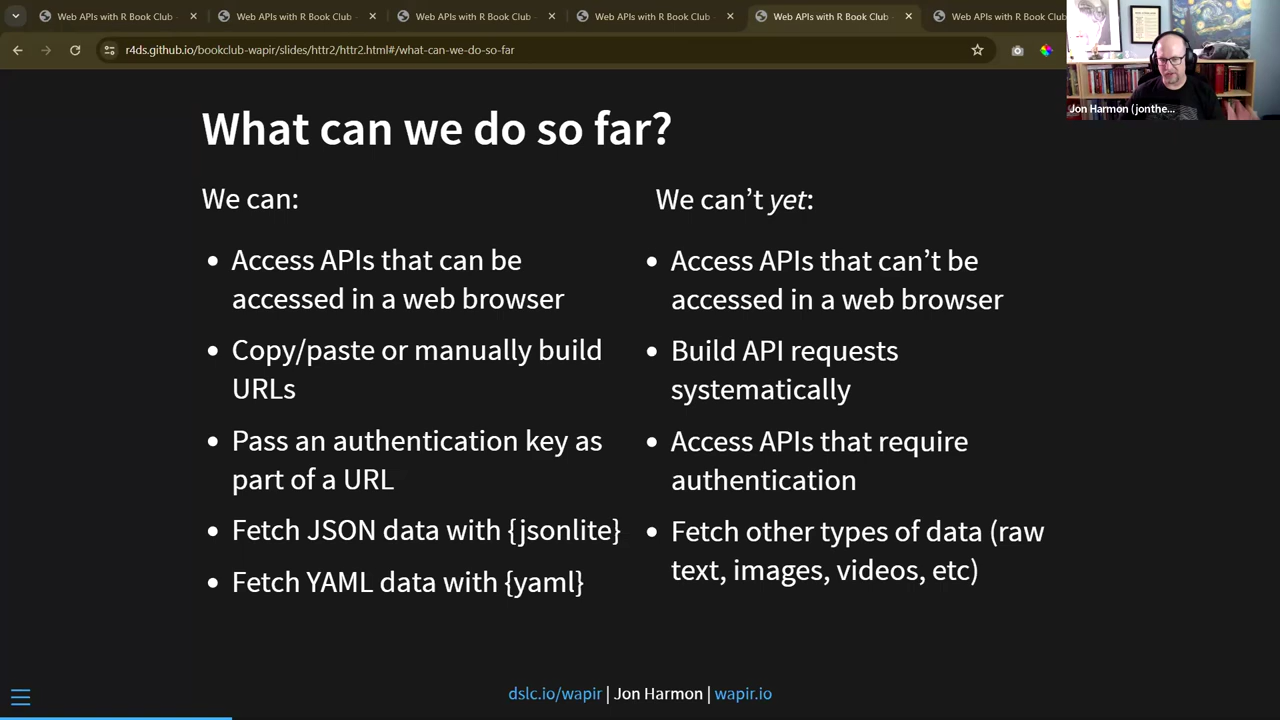 Web APIs with R Book Club
Web APIs with R Book Club
Web APIs with R Book Club
Web APIs with R Book Club
Web APIs with R Book Club
Web APIs with R Book Club
r4ds.github.io/bookclub-wapir/slides/httr2/httr2.html#/what-can-we-do-so-far
Jon Harmon (jonthe...
What can we do so far?
We can:
• Access APIs that can be
accessed in a web browser
• Copy/paste or manually build
URLs
• Pass an authentication key as
part of a URL
• Fetch JSON data with {jsonlite}
• Fetch YAML data with {yaml}
We can’t yet:
• Access APIs that can’t be
accessed in a web browser
• Build API requests
systematically
• Access APIs that require
authentication
• Fetch other types of data (raw
text, images, videos, etc)
dslc.io/wapir | Jon Harmon | wapir.io